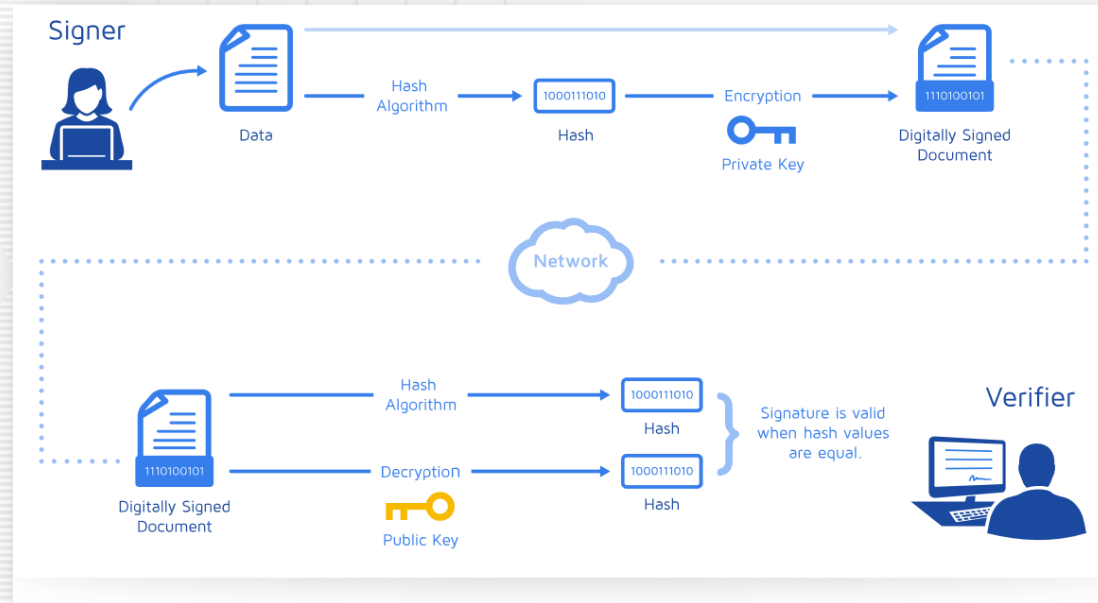 Signer
Data
Hash
Algorithm
1000111010
Hash
Encryption
Private Key
1110100101
Digitally Signed
Document
Network
1110100101
Digitally Signed
Document
Hash
Algorithm
1000111010
Hash
Decryption
Public Key
1000111010
Hash
Signature is valid
when hash values
are equal.
Verifier